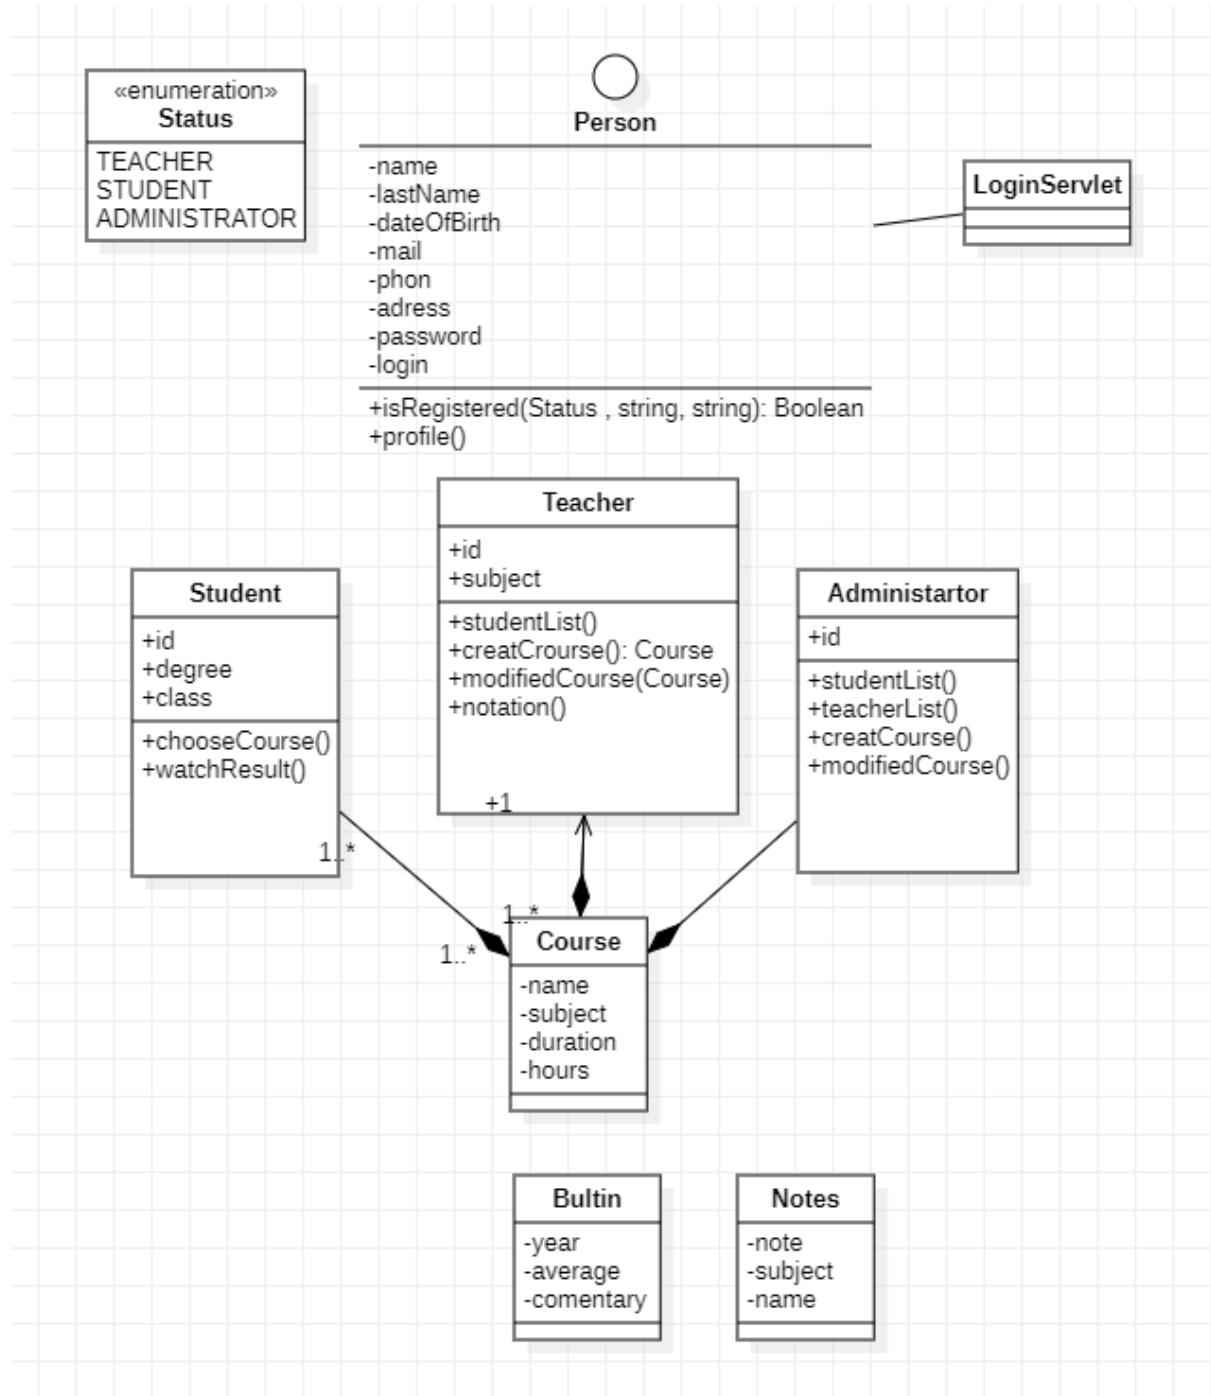 «enumeration»
Status
TEACHER
STUDENT
ADMINISTRATOR
Person
-name
-lastName
-dateOfBirth
-mail
-phon
-adress
-password
-login
+isRegistered(Status , string, string): Boolean
+profile()
LoginServlet
Teacher
+id
+subject
+studentList()
+creatCrourse(): Course
+modifiedCourse(Course)
+notation()
+1
Student
+id
+degree
+class
+chooseCourse()
+watchResult()
1..*
Administartor
+id
+studentList()
+teacherList()
+creatCourse()
+modifiedCourse()
1..*
1..*
Course
-name
-subject
-duration
-hours
Bultin
-year
-average
-comentary
Notes
-note
-subject
-name